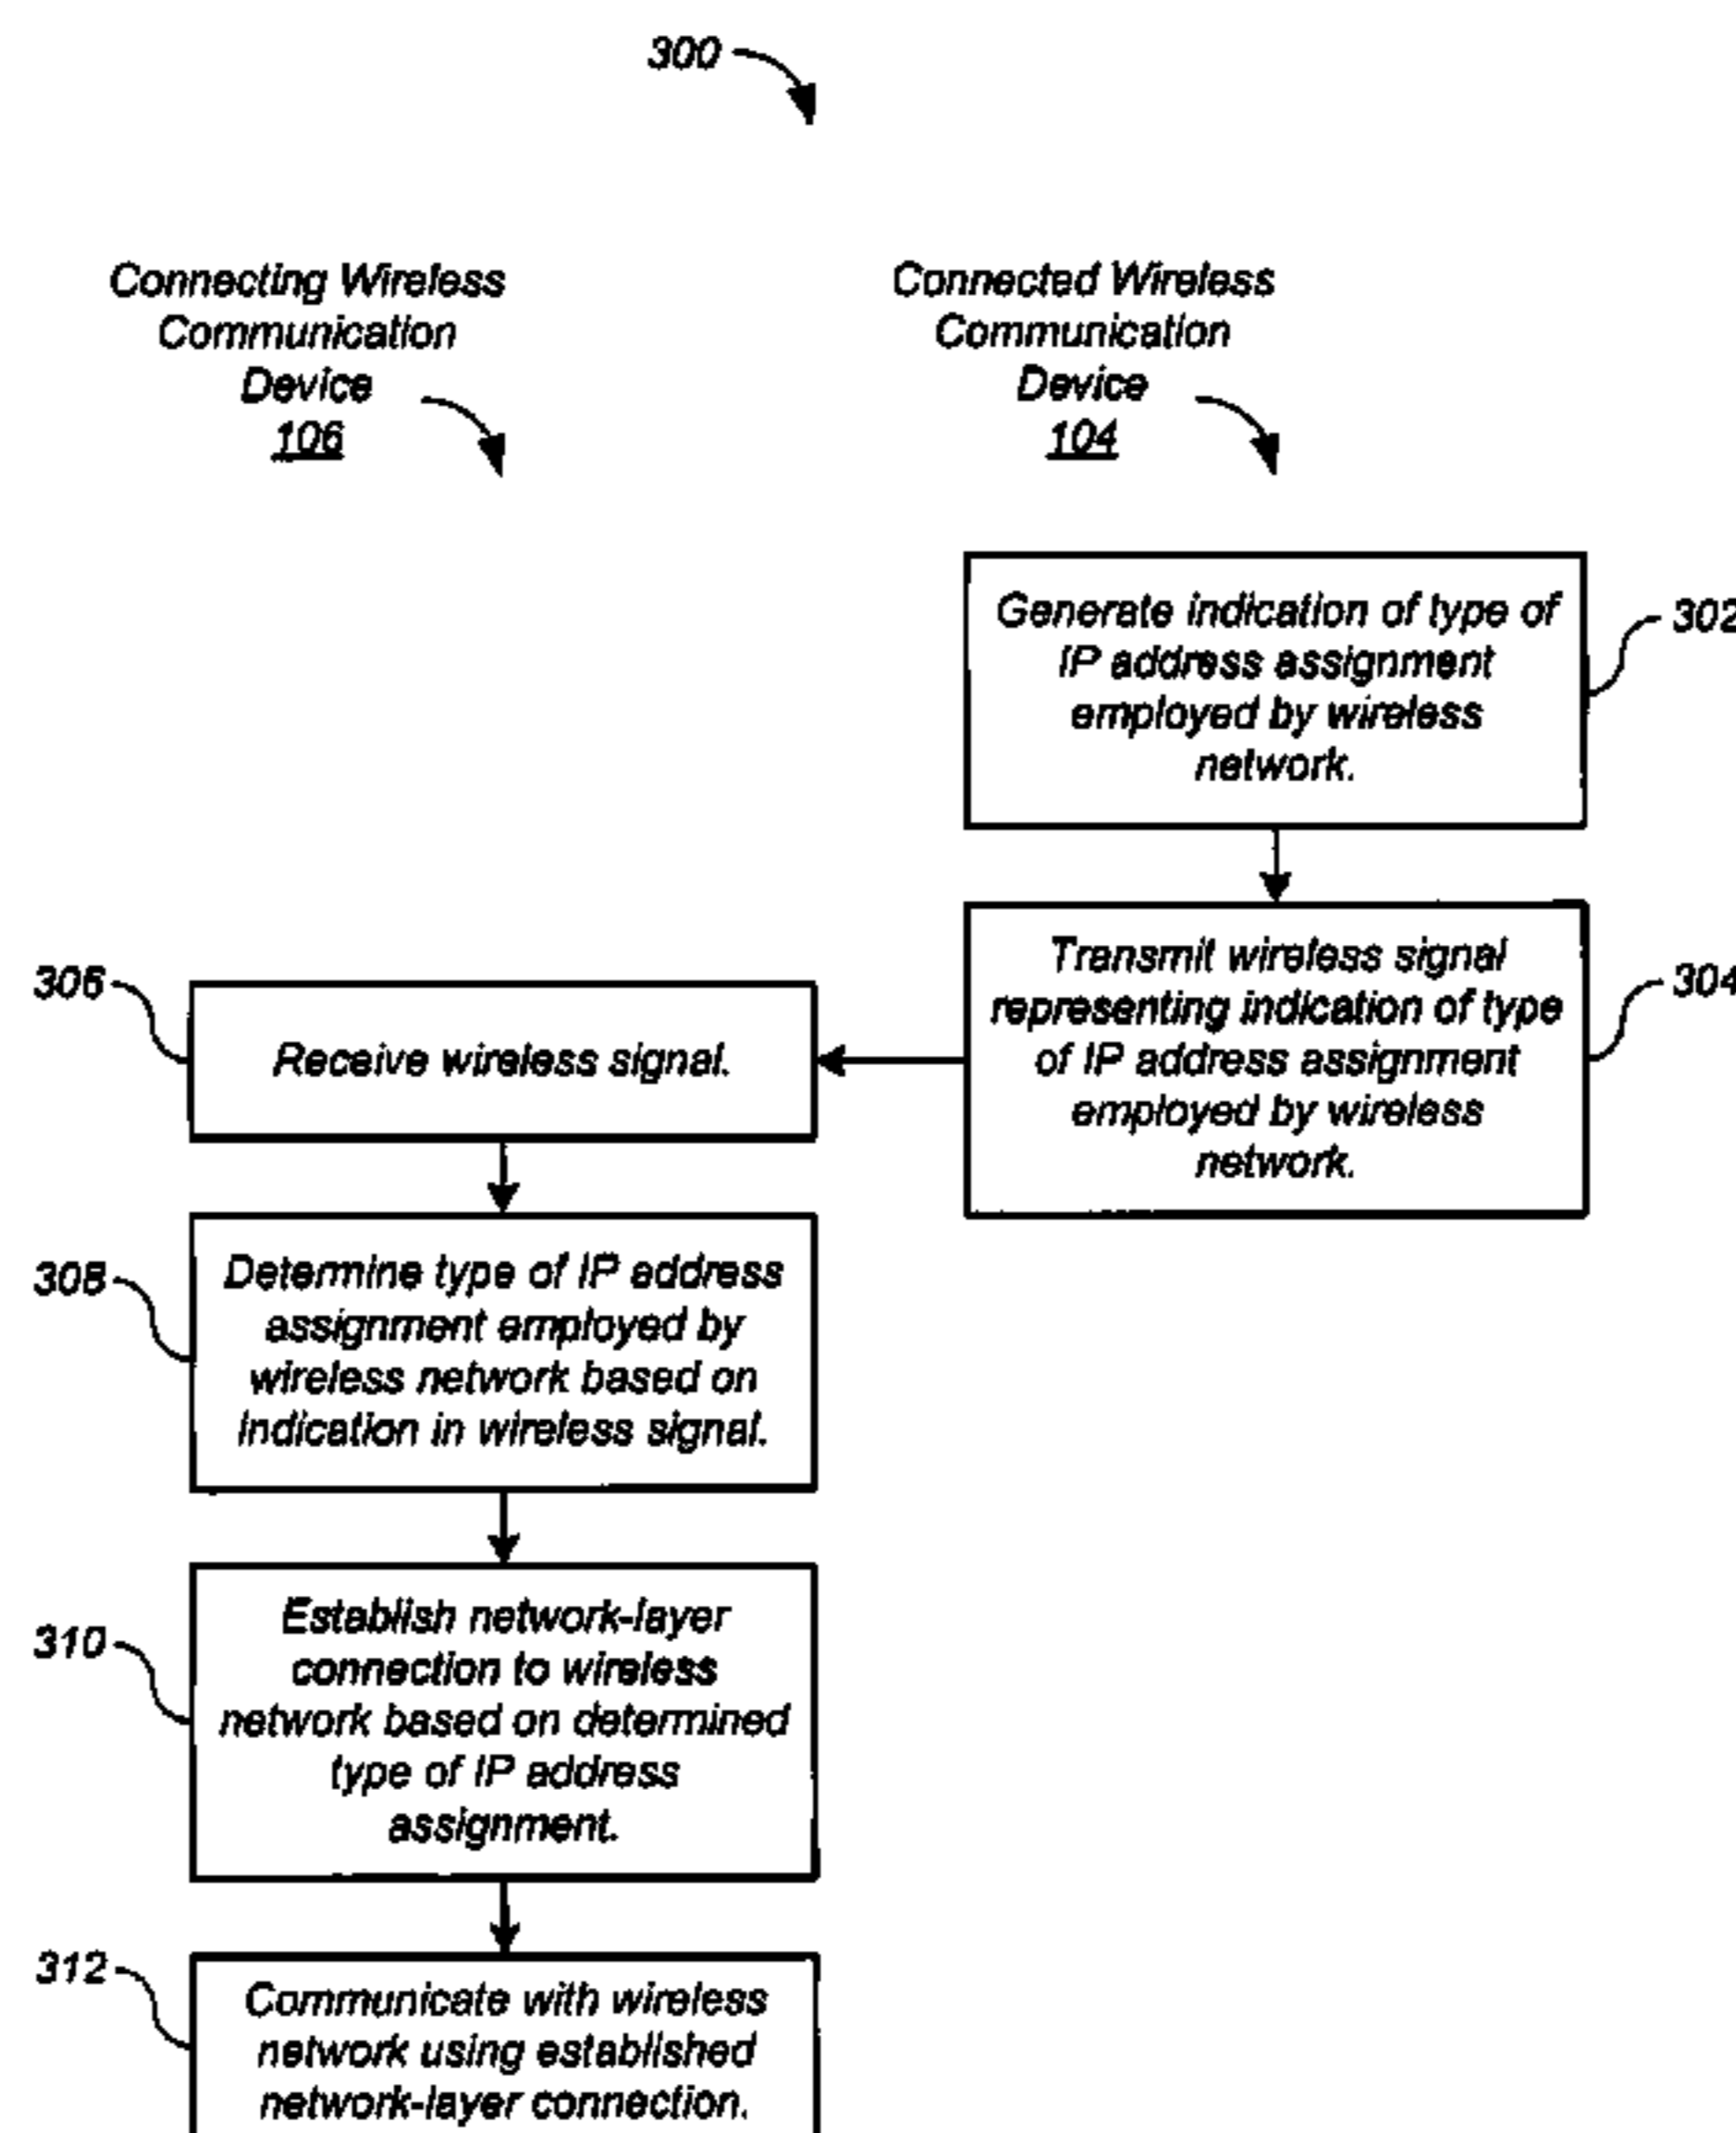 300
Connecting Wireless
Communication
Device
106
Connected Wireless
Communication
Device
104
Generate indication of type of
IP address assignment
employed by wireless
network.
302
Transmit wireless signal
representing indication of type
of IP address assignment
employed by wireless
network.
304
306
Receive wireless signal.
308
Determine type of IP address
assignment employed by
wireless network based on
indication in wireless signal.
310
Establish network-layer
connection to wireless
network based on determined
type of IP address
assignment.
312
Communicate with wireless
network using established
network-layer connection.